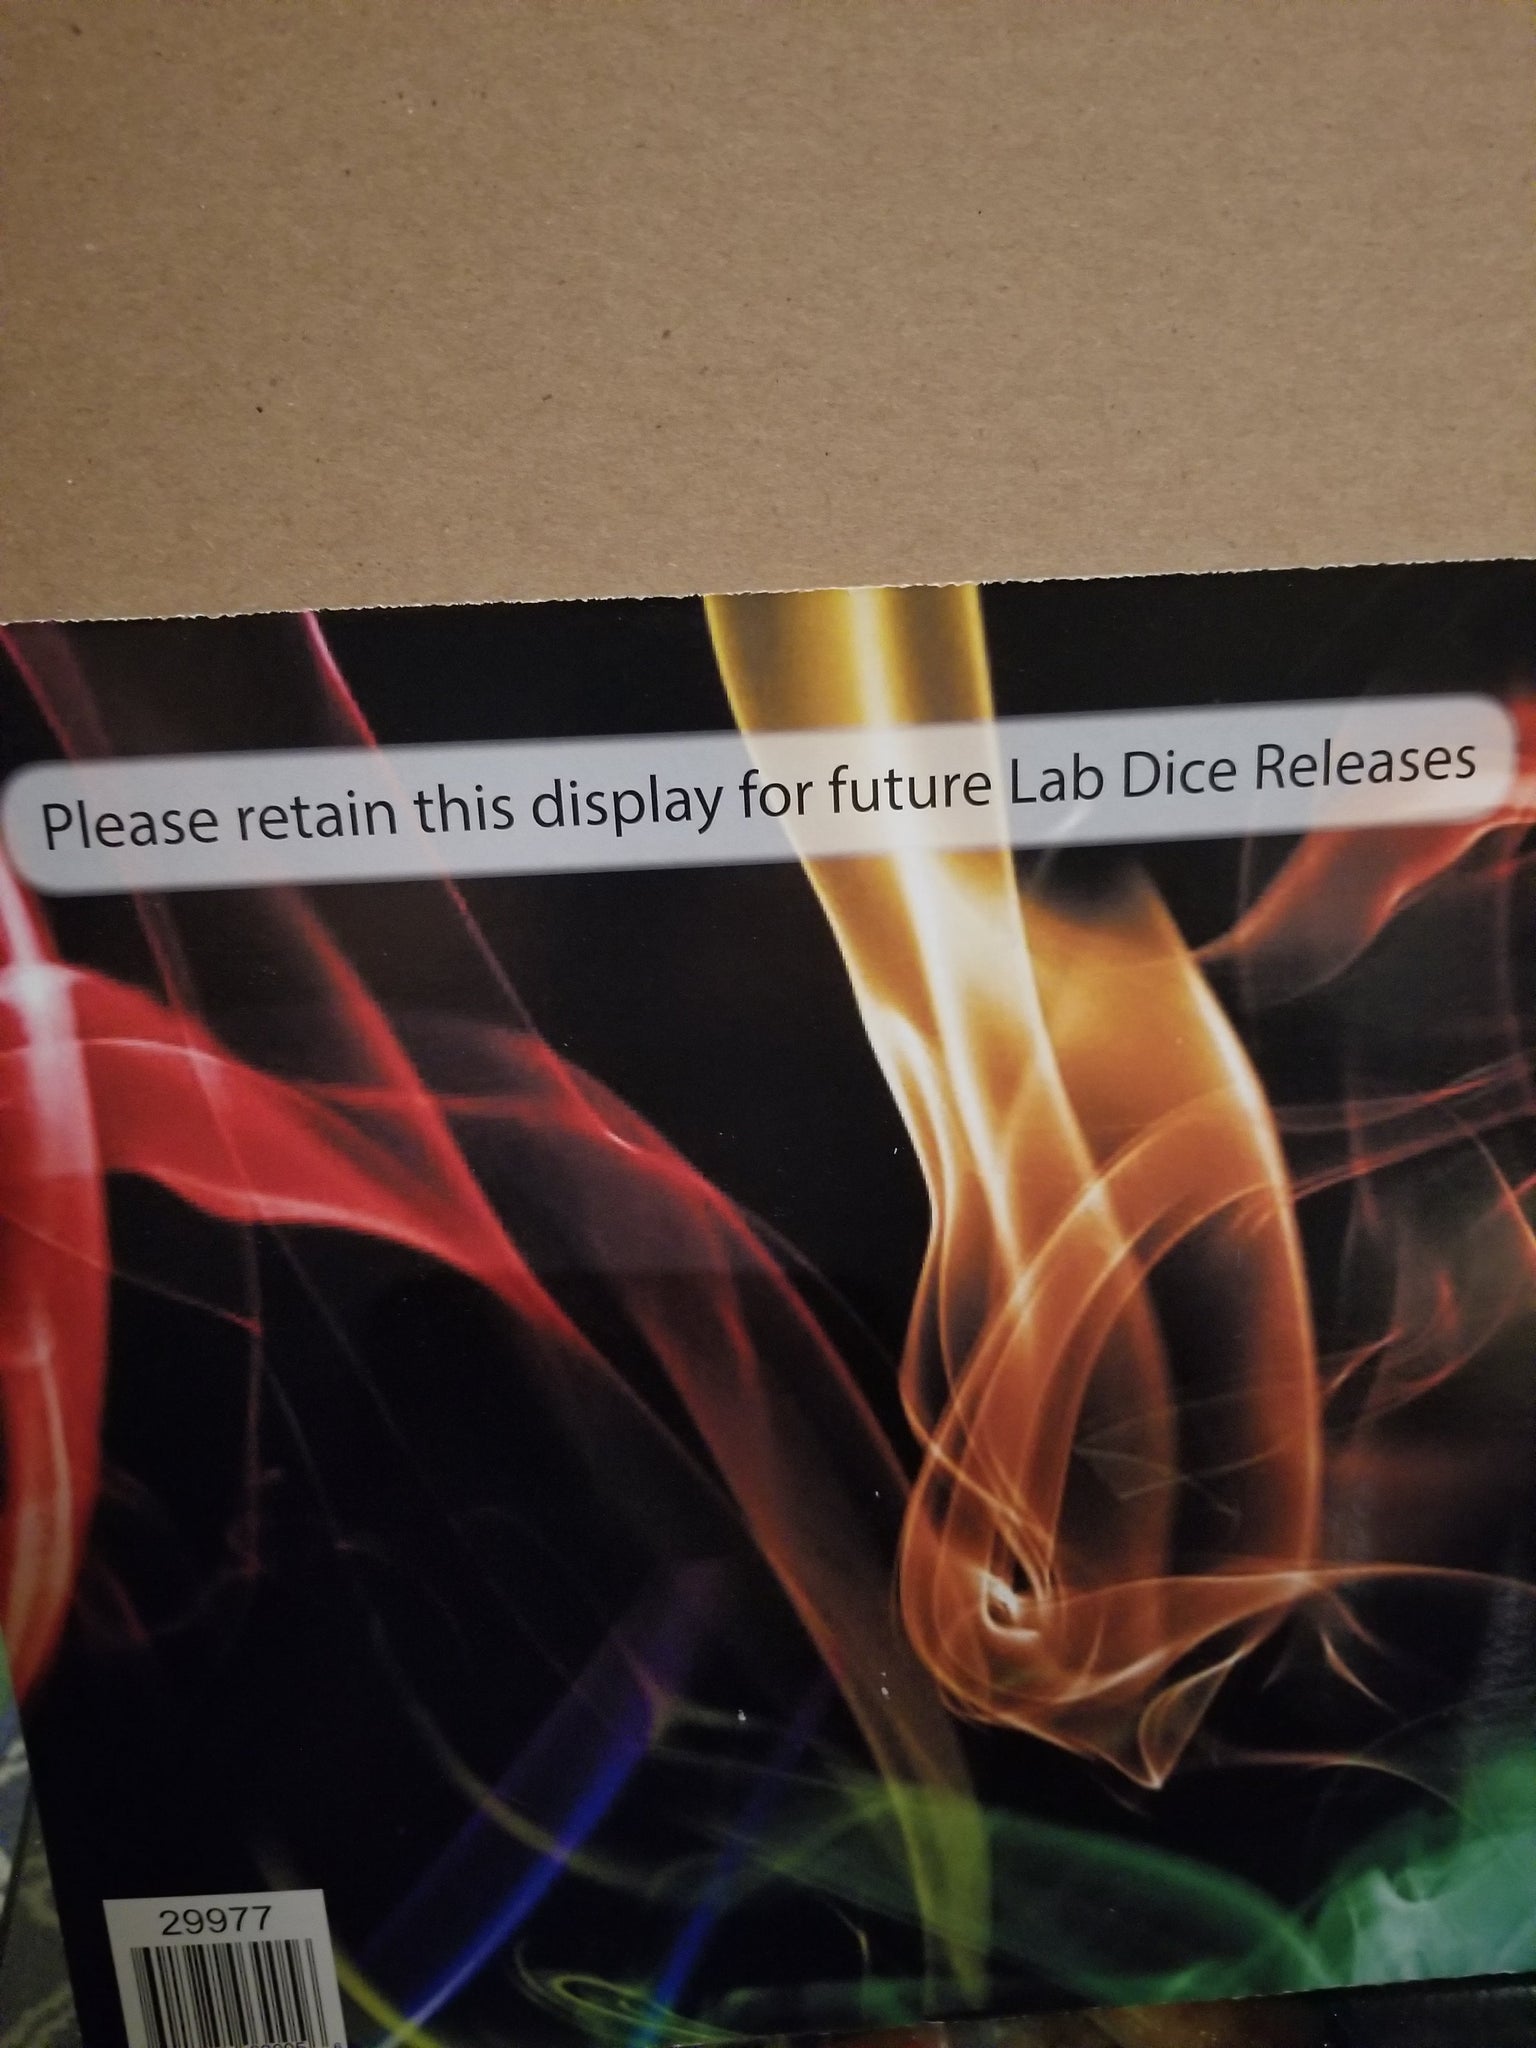 Please retain this display for future Lab Dice Releases
29977